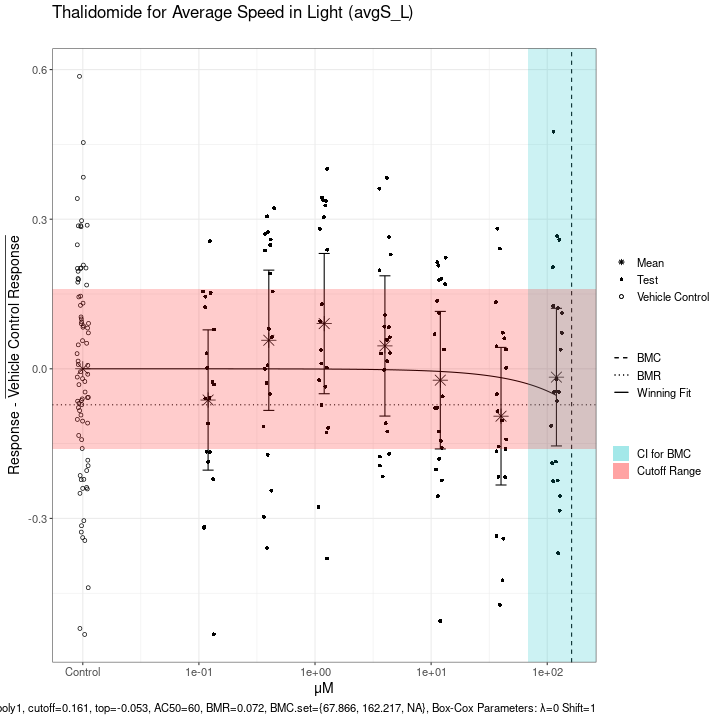 Thalidomide for Average Speed in Light (avgS_L)
Response - Vehicle Control Response
0.6
0.3
0.0
-0.3
Control
1e-01
1e+00
1e+01
1e+02
μM
Mean
Test
Vehicle Control
BMC
BMR
Winning Fit
CI for BMC
Cutoff Range
oly1, cutoff=0.161, top=-0.053, AC50=60, BMR=0.072, BMC.set={67.866, 162.217, NA}, Box-Cox Parameters: λ=0 Shift=1